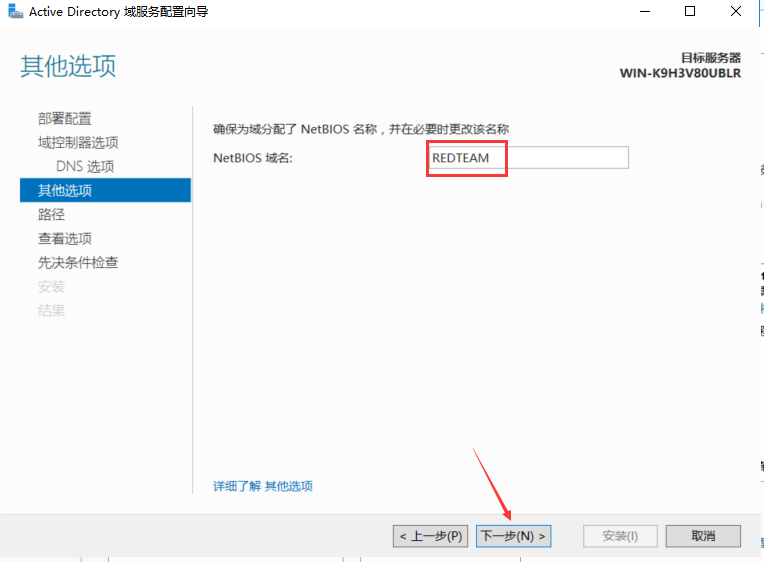 Active Directory 域服务配置向导
其他选项
目标服务器
WIN-K9H3V80UBLR
部署配置
域控制器选项
DNS 选项
其他选项
路径
查看选项
先决条件检查
安装
结果
确保为域分配了 NetBIOS 名称，并在必要时更改该名称
NetBIOS 域名:
REDTEAM
详细了解 其他选项
< 上一步(P)
下一步(N) >
安装(I)
取消